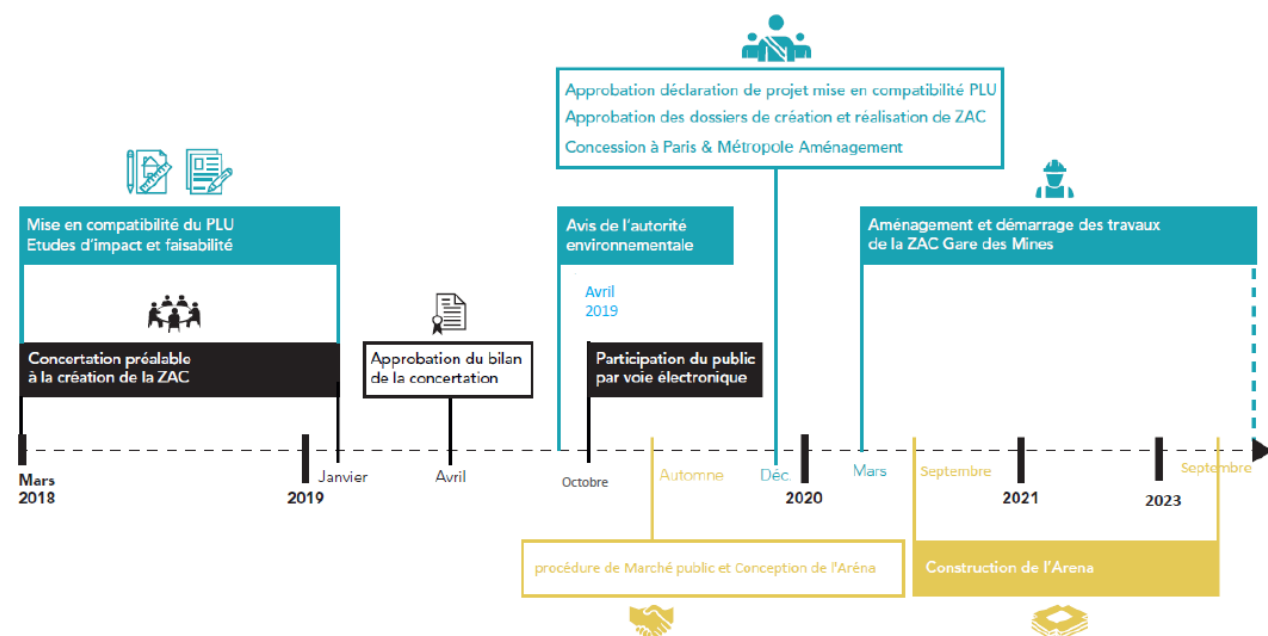 Approbation déclaration de projet mise en compatibilité PLU
Approbation des dossiers de création et réalisation de ZAC
Concession à Paris & Métropole Aménagement
Mise en compatibilité du PLU
Etudes d'impact et faisabilité
Avis de l'autorité
environnementale
Aménagement et démarrage des travaux
de la ZAC Gare des Mines
Avril
2019
Concertation préalable
à la création de la ZAC
Approbation du bilan
de la concertation
Participation du public
par voie électronique
Mars
2018
2019
Janvier
Avril
Octobre
Automne
Déc.
2020
Mars
Septembre
2021
2023
Septembre
procédure de Marché public et Conception de l'Aréna
Construction de l'Arena